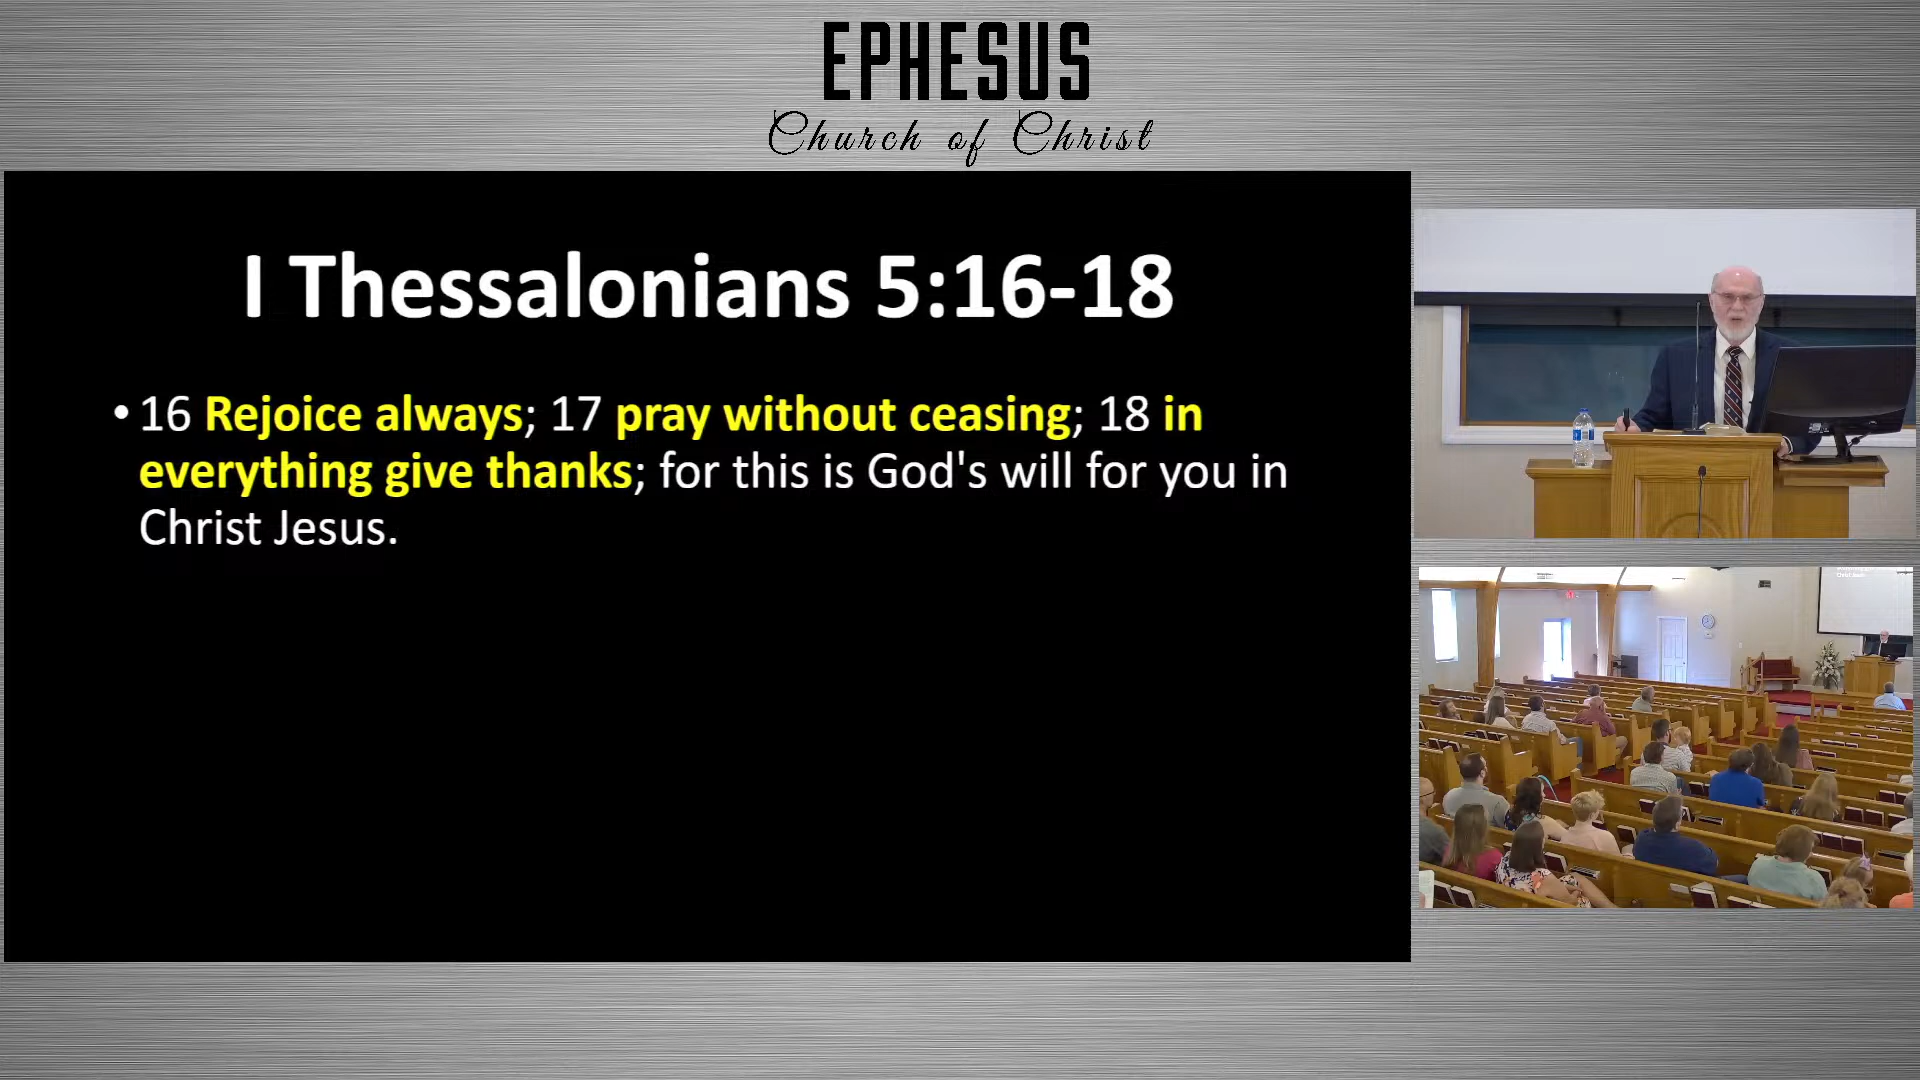 EPHESUS
Church of Christ
I Thessalonians 5:16-18
• 16 Rejoice always; 17 pray without ceasing; 18 in
everything give thanks; for this is God's will for you in
Christ Jesus.